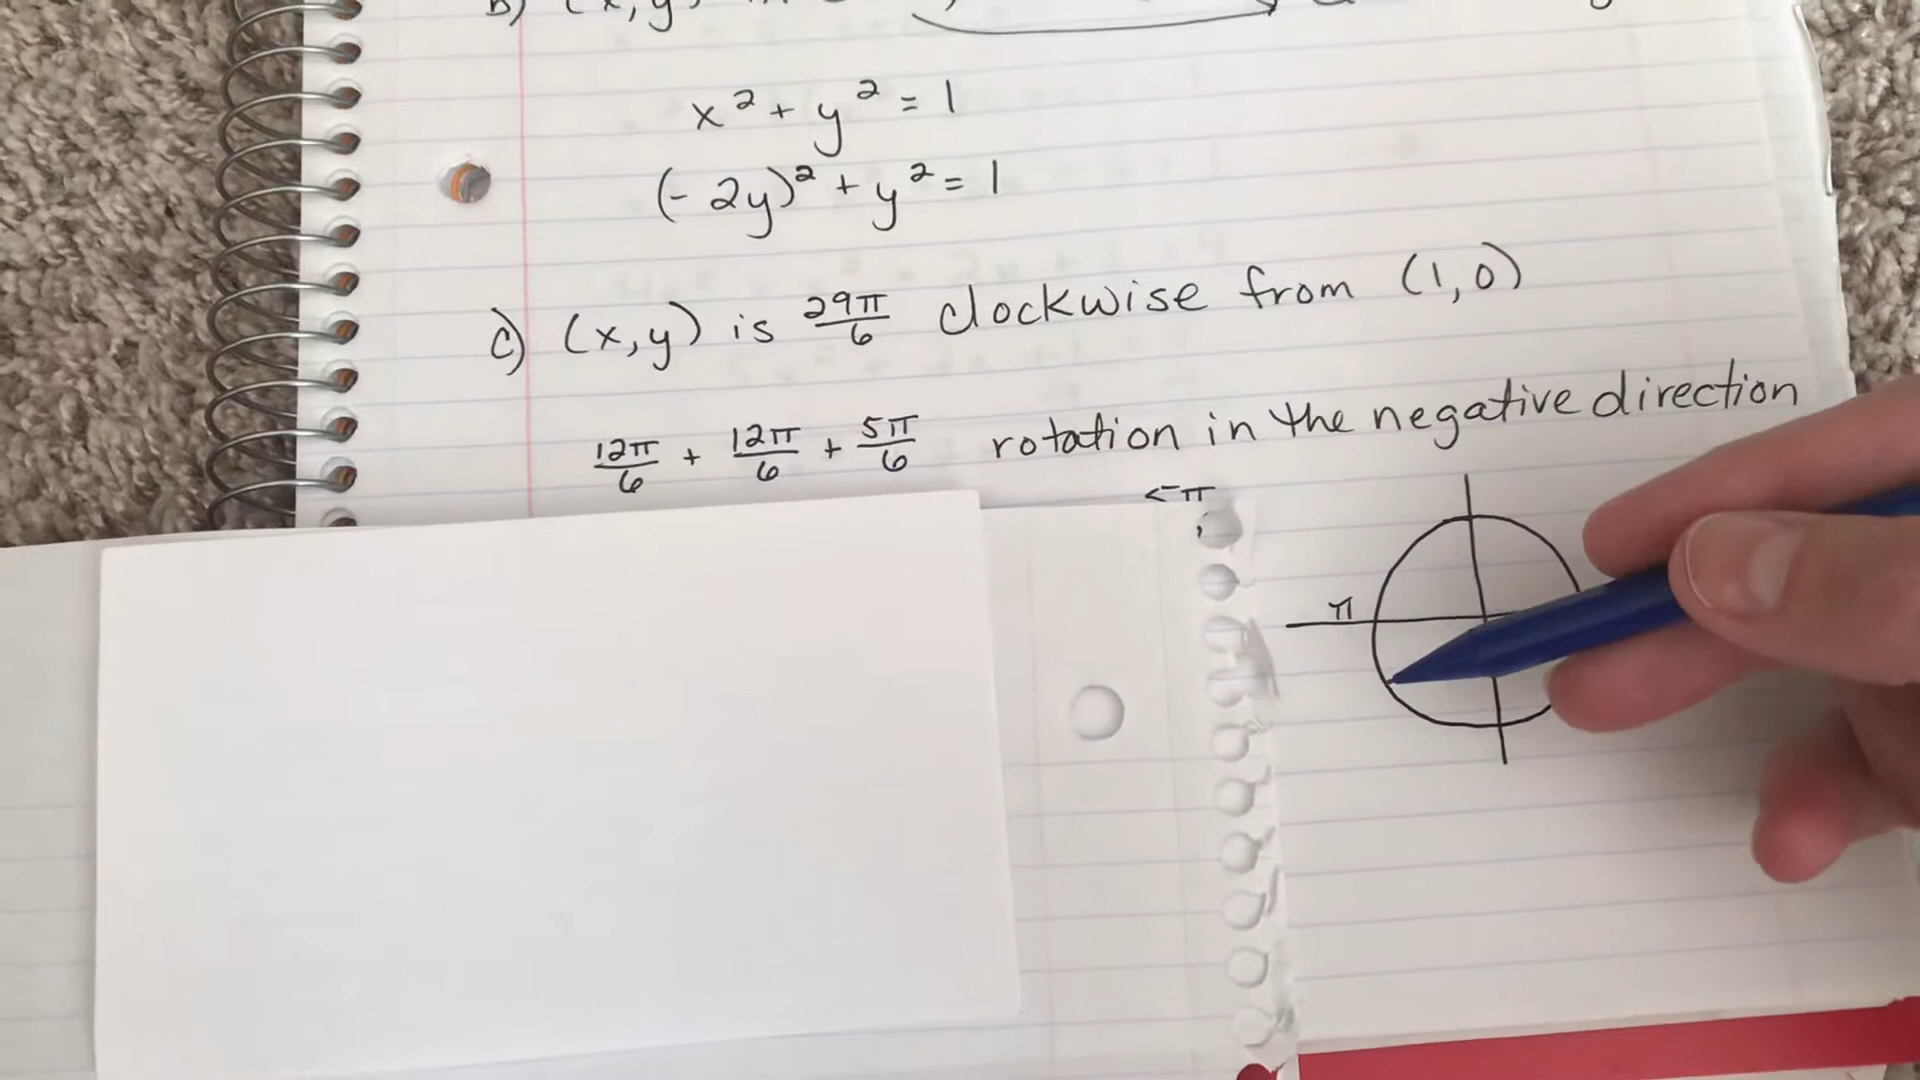 x² + y² = 1
(-2y)² + y² = 1
c) (x,y) is 29π/6 clockwise from (1,0)
12π/6 + 12π/6 + 5π/6 rotation in the negative direction
<π
π